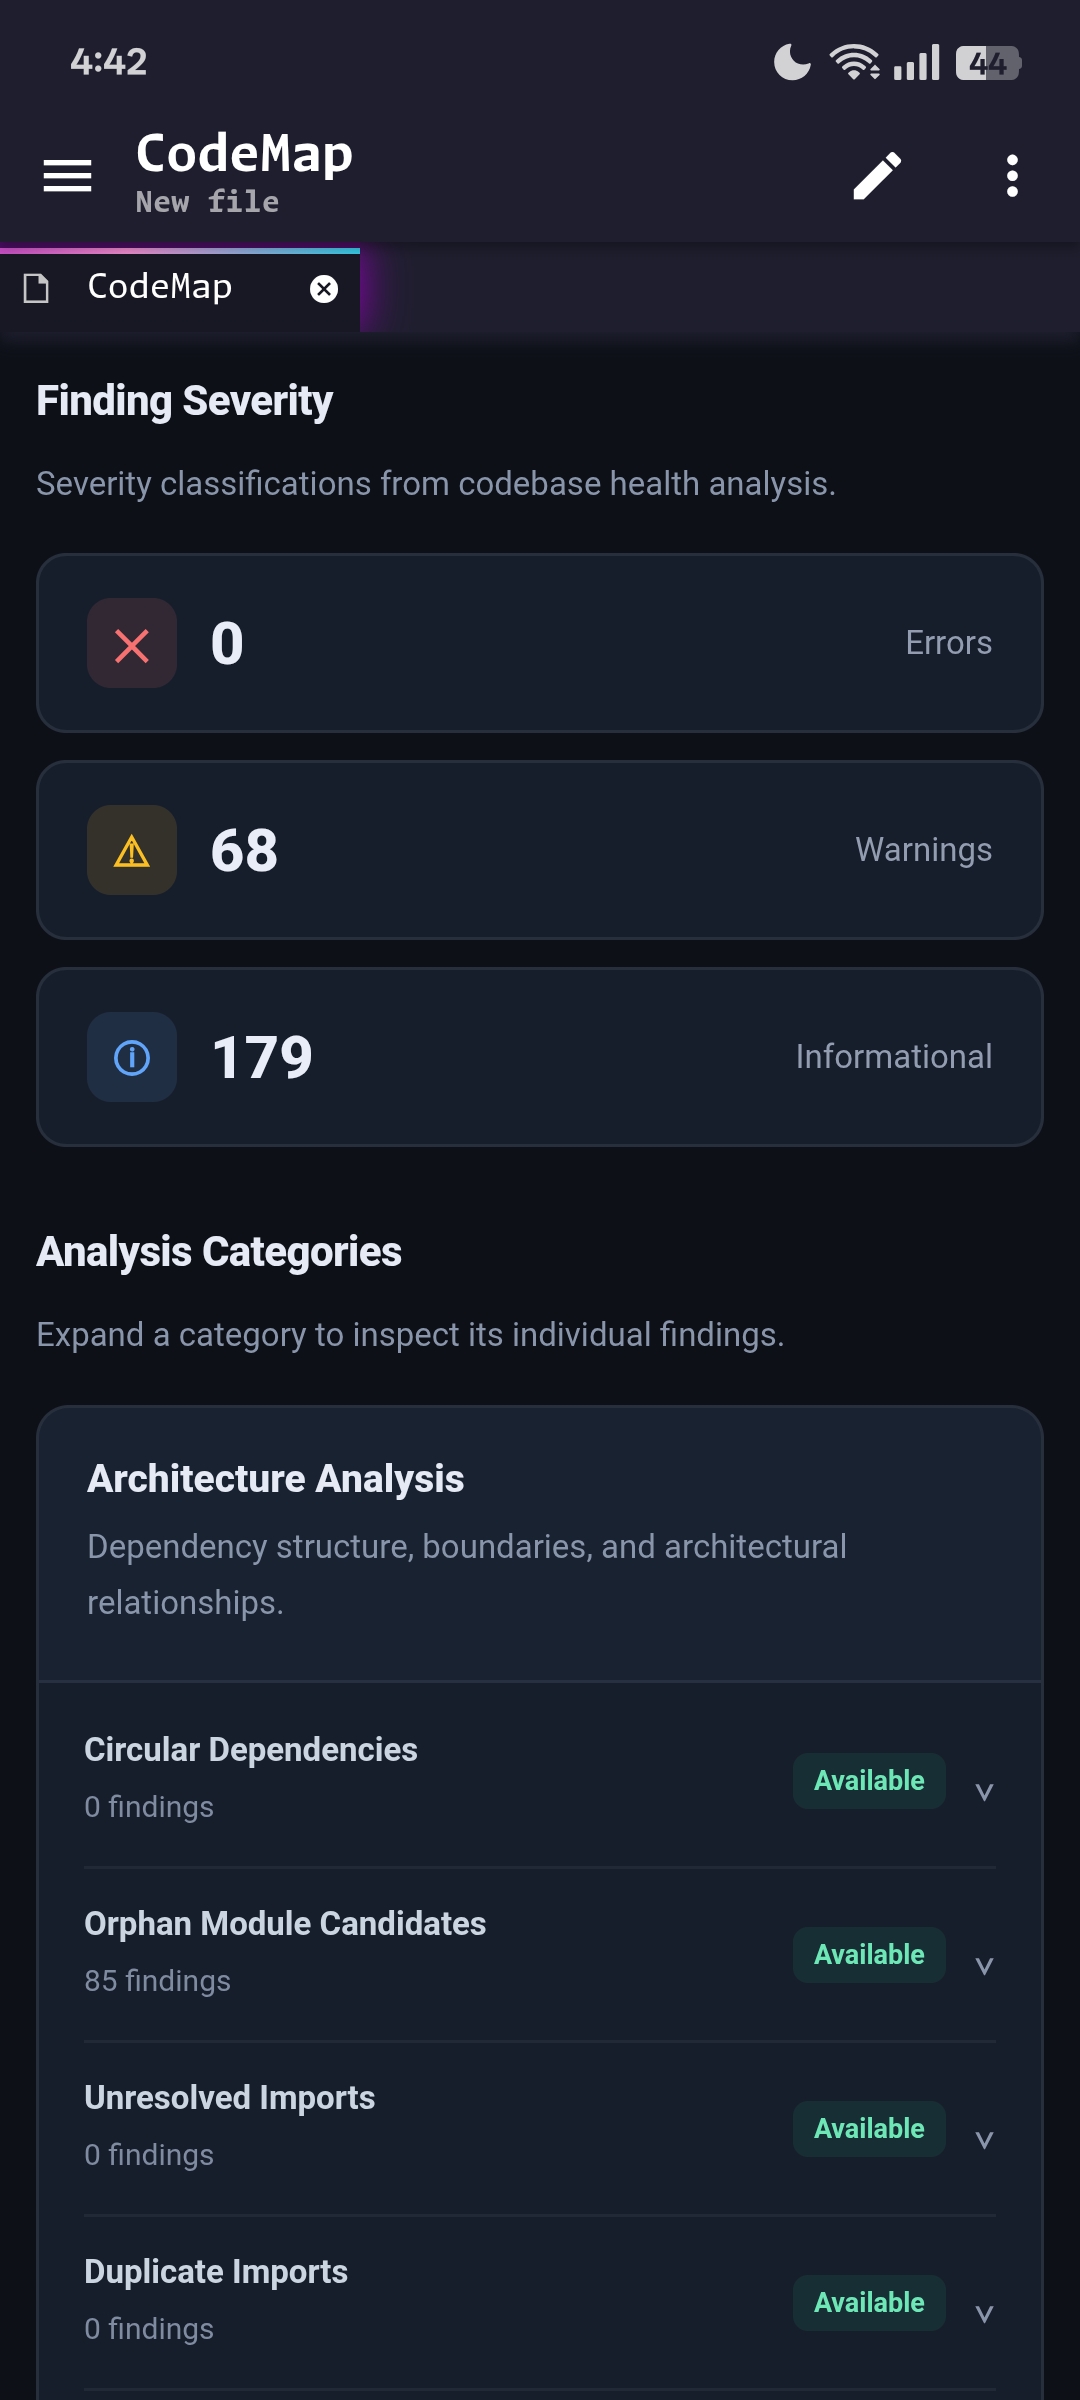 4:42
44
CodeMap
New file
CodeMap
Finding Severity
Severity classifications from codebase health analysis.
0
Errors
68
Warnings
179
Informational
Analysis Categories
Expand a category to inspect its individual findings.
Architecture Analysis
Dependency structure, boundaries, and architectural
relationships.
Circular Dependencies
0 findings
Available
Orphan Module Candidates
85 findings
Available
Unresolved Imports
0 findings
Available
Duplicate Imports
0 findings
Available